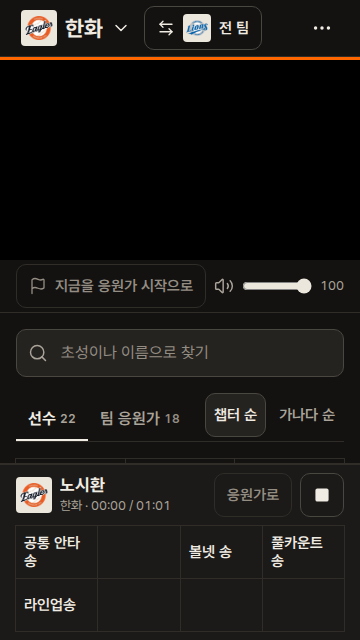 Eagles 한화 Lions 전 팀
지금을 응원가 시작으로 100
초성이나 이름으로 찾기
선수 22 팀 응원가 18 챕터 순 가나다 순
Eagles 노시환 응원가로
한화 · 00:00 / 01:01
공통 안타
송
볼넷 송
풀카운트
송
라인업송